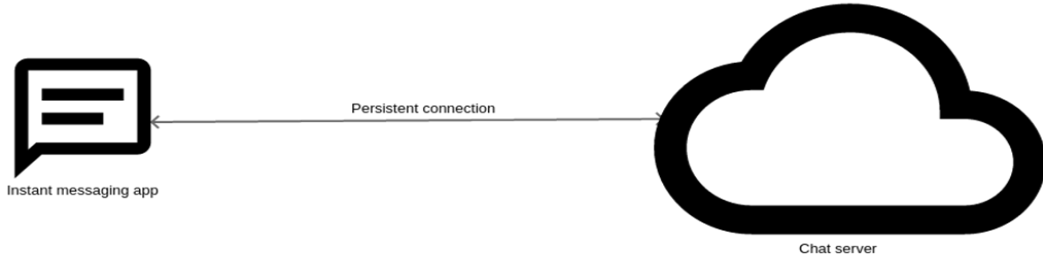 Persistent connection
Instant messaging app
Chat server